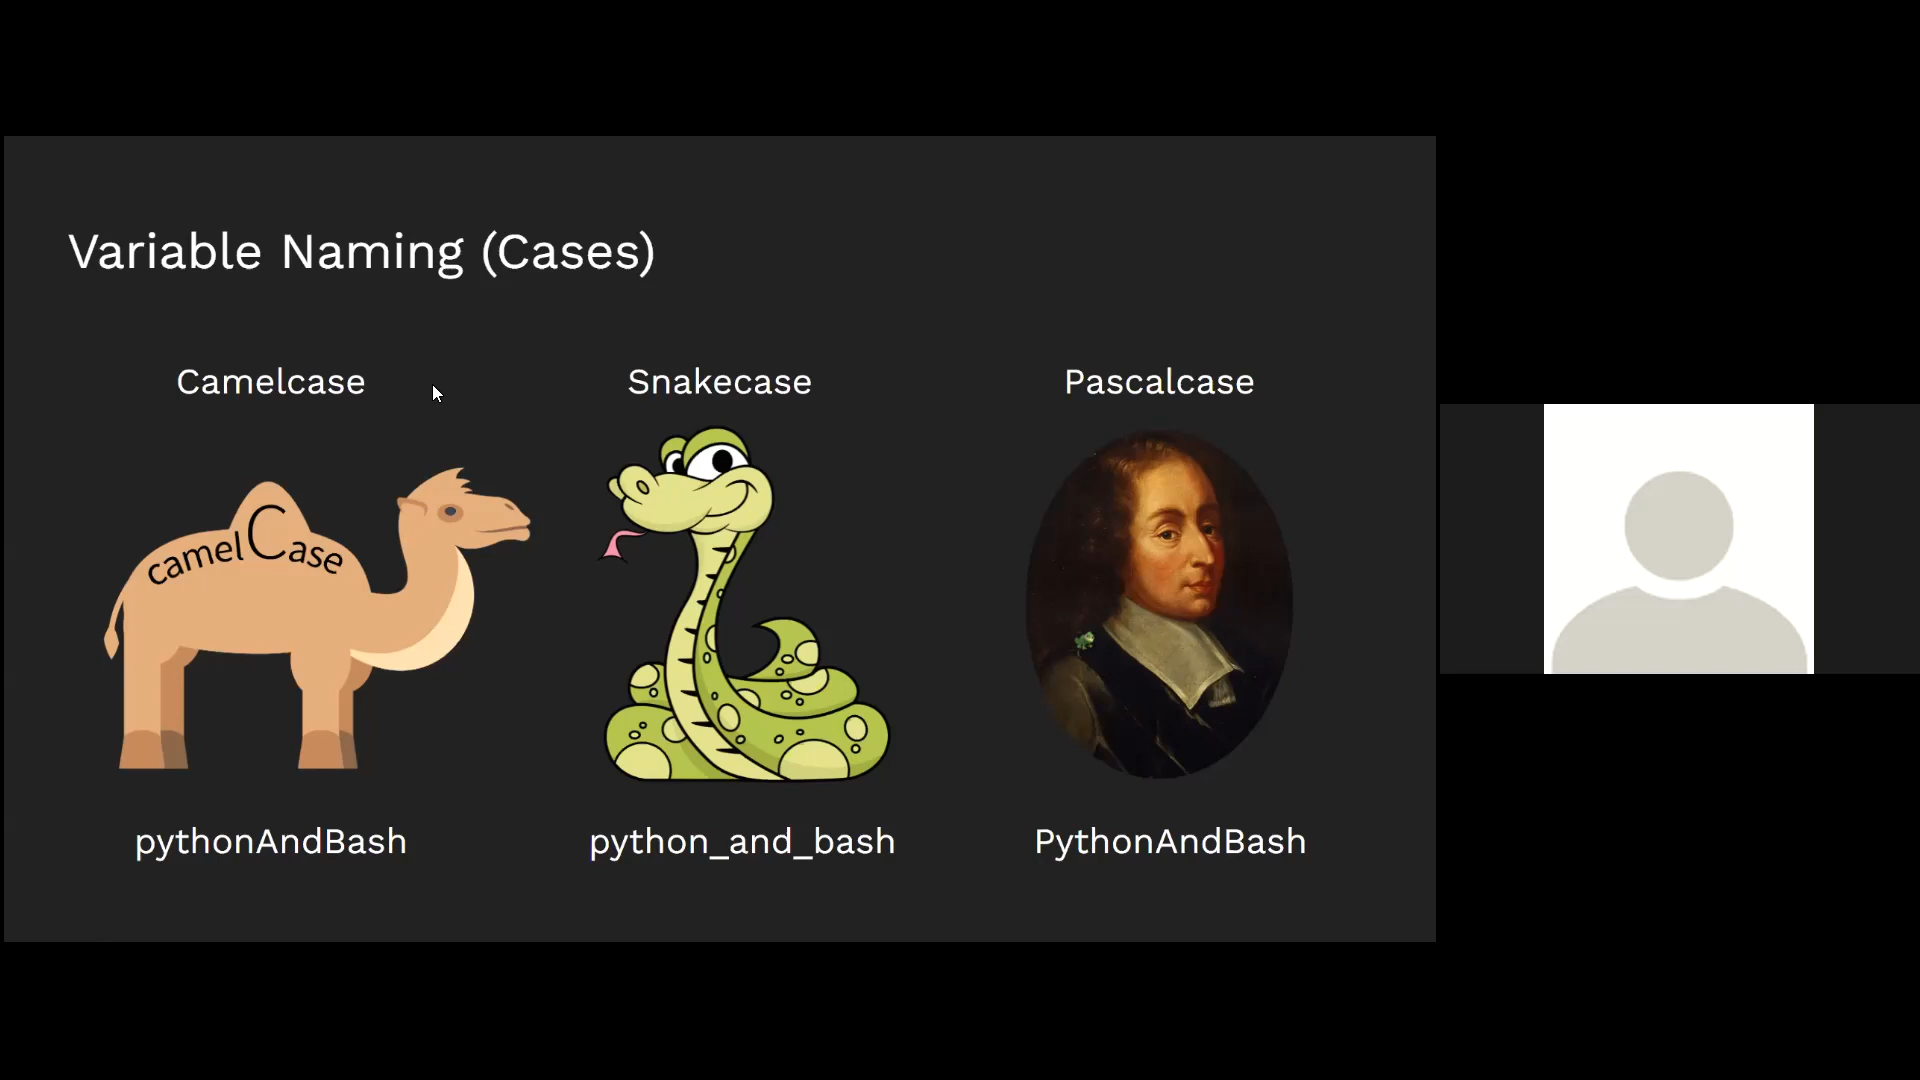 Variable Naming (Cases)
Camelcase
Snakecase
Pascalcase
camelCase
pythonAndBash
python_and_bash
PythonAndBash